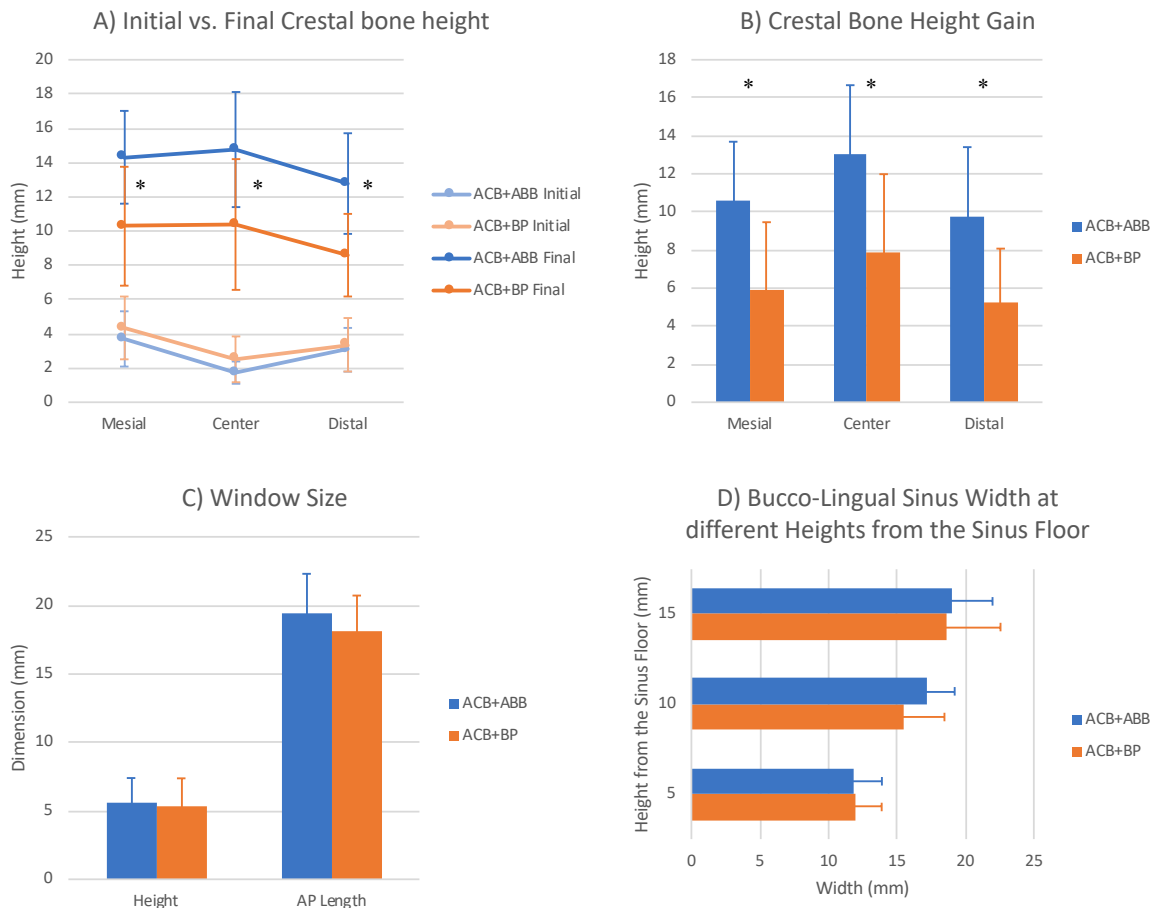 A) Initial vs. Final Crestal bone height
20
18
16
14
12
10
8
6
4
2
0
Height (mm)
*
*
*
Mesial
Center
Distal
ACB+ABB Initial
ACB+BP Initial
ACB+ABB Final
ACB+BP Final
B) Crestal Bone Height Gain
18
16
14
12
10
8
6
4
2
0
Height (mm)
*
*
*
Mesial
Center
Distal
ACB+ABB
ACB+BP
C) Window Size
25
20
15
10
5
0
Dimension (mm)
Height
AP Length
ACB+ABB
ACB+BP
D) Bucco-Lingual Sinus Width at
different Heights from the Sinus Floor
Height from the Sinus Floor (mm)
15
10
5
0
5
10
15
20
25
Width (mm)
ACB+ABB
ACB+BP